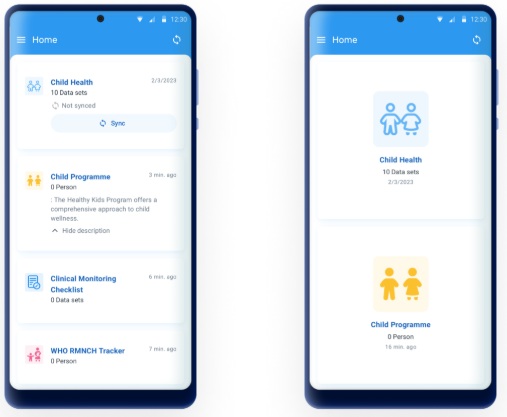 12:30
Home
Child Health
2/3/2023
10 Data sets
Not synced
Sync
Child Programme
3 min. ago
0 Person
: The Healthy Kids Program offers a
comprehensive approach to child
wellness.
Hide description
Clinical Monitoring
6 min. ago
Checklist
0 Data sets
WHO RMNCH Tracker
7 min. ago
0 Person
12:30
Home
Child Health
10 Data sets
2/3/2023
Child Programme
0 Person
16 min. ago